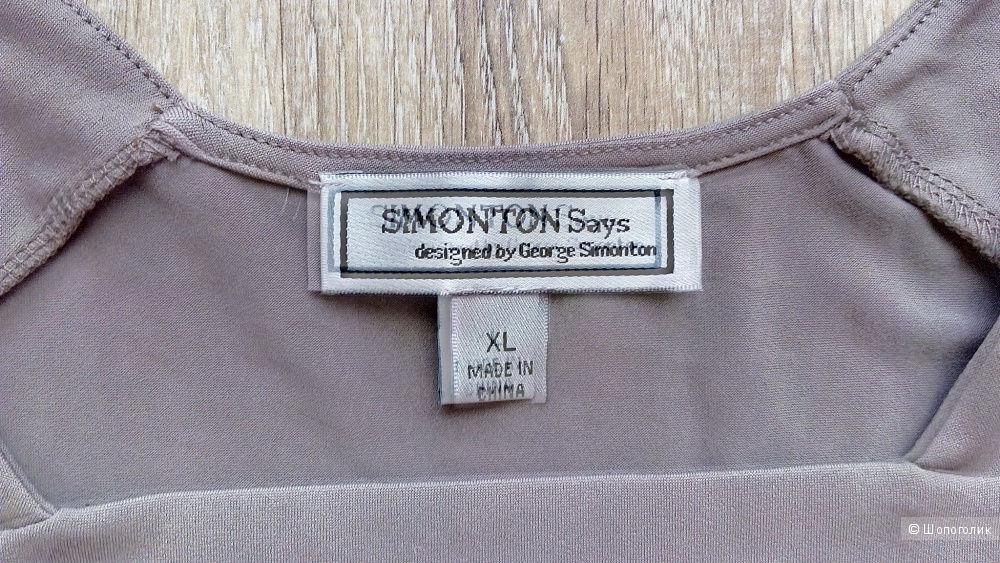 SIMONTON Says
designed by George Simonton
XL
MADE IN
CHINA
© Шопоголик